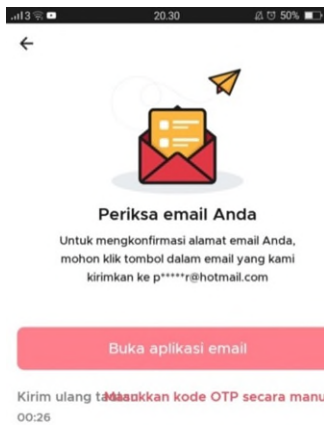 3
20.30
50%
Periksa email Anda
Untuk mengkonfirmasi alamat email Anda,
mohon klik tombol dalam email yang kami
kirimkan ke p*****r@hotmail.com
Buka aplikasi email
Kirim ulang
Masukkan kode OTP secara manu
00:26